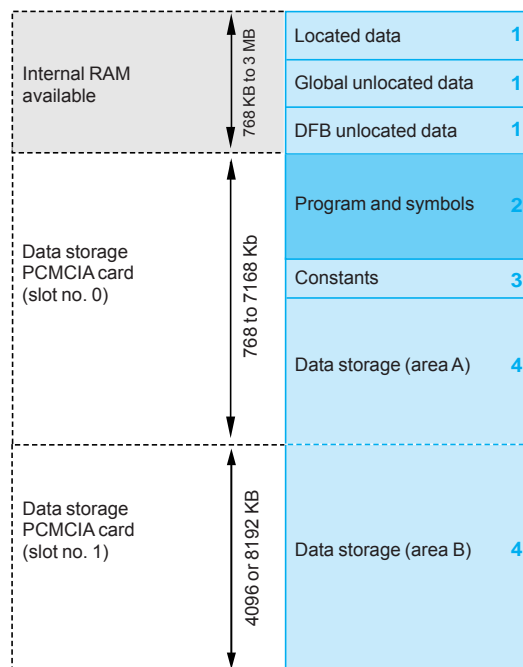 Internal RAM
available
768 KB to 3 MB
Located data 1
Global unlocated data 1
DFB unlocated data 1
Data storage
PCMCIA card
(slot no. 0)
768 to 7168 Kb
Program and symbols 2
Constants 3
Data storage (area A) 4
Data storage
PCMCIA card
(slot no. 1)
4096 or 8192 KB
Data storage (area B) 4